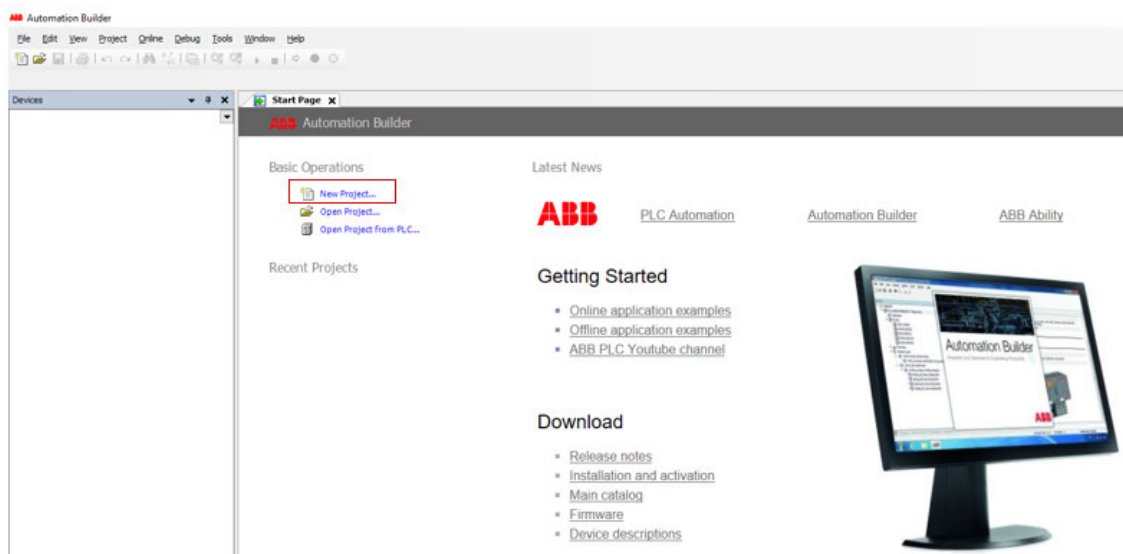 ABB Automation Builder
File Edit View Project Online Debug Tools Window Help
Devices
Start Page
ABB Automation Builder
Basic Operations
New Project...
Open Project...
Open Project from PLC...
Recent Projects
Latest News
ABB PLC Automation Automation Builder ABB Ability
Getting Started
Online application examples
Offline application examples
ABB PLC Youtube channel
Download
Release notes
Installation and activation
Main catalog
Firmware
Device descriptions
Automation Builder
ABB